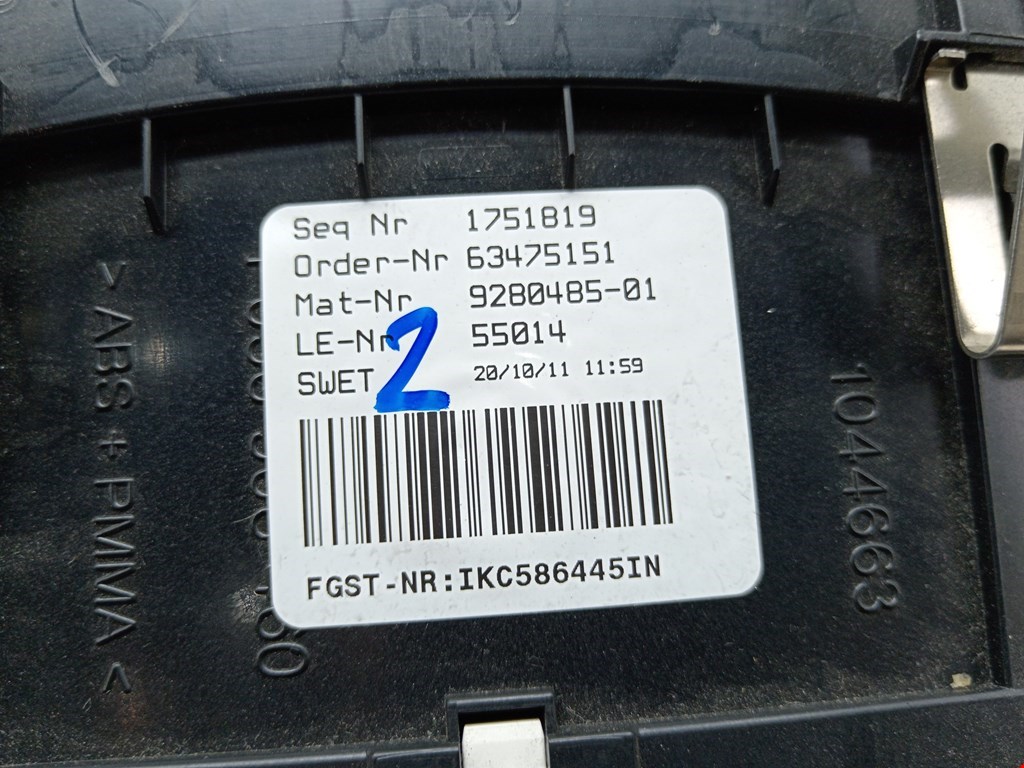 Seq Nr 1751819
Order-Nr 63475151
Mat-Nr 9280485-01
LE-Nr 55014
SWET 20/10/11 11:59
2
FGST-NR:IKC586445IN
> ABS + PMMA <
1044663